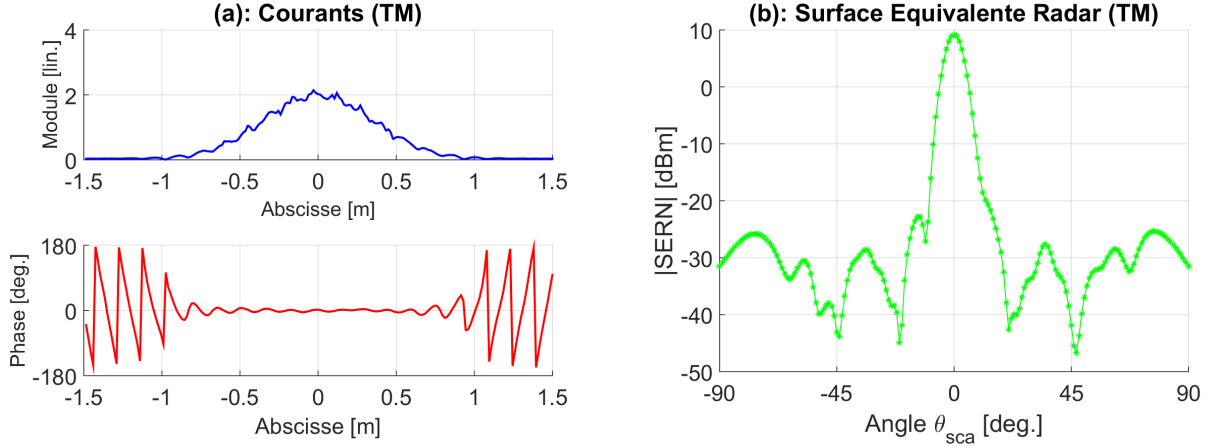 (a): Courants (TM)
Module [lin.]
4
2
0
-1.5 -1 -0.5 0 0.5 1 1.5
Abscisse [m]
Phase [deg.]
180
0
-180
-1.5 -1 -0.5 0 0.5 1 1.5
Abscisse [m]
(b): Surface Equivalente Radar (TM)
|SERN| [dBm]
10
0
-10
-20
-30
-40
-50
-90 -45 0 45 90
Angle θsca [deg.]